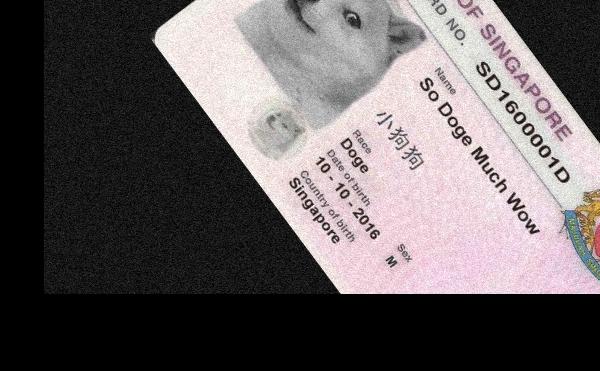 OF SINGAPORE
RD NO. SD1600001D
Name
So Doge Much Wow
小狗狗
Race
Doge
Date of birth
Sex
10 - 10 - 2016
M
Country of birth
Singapore